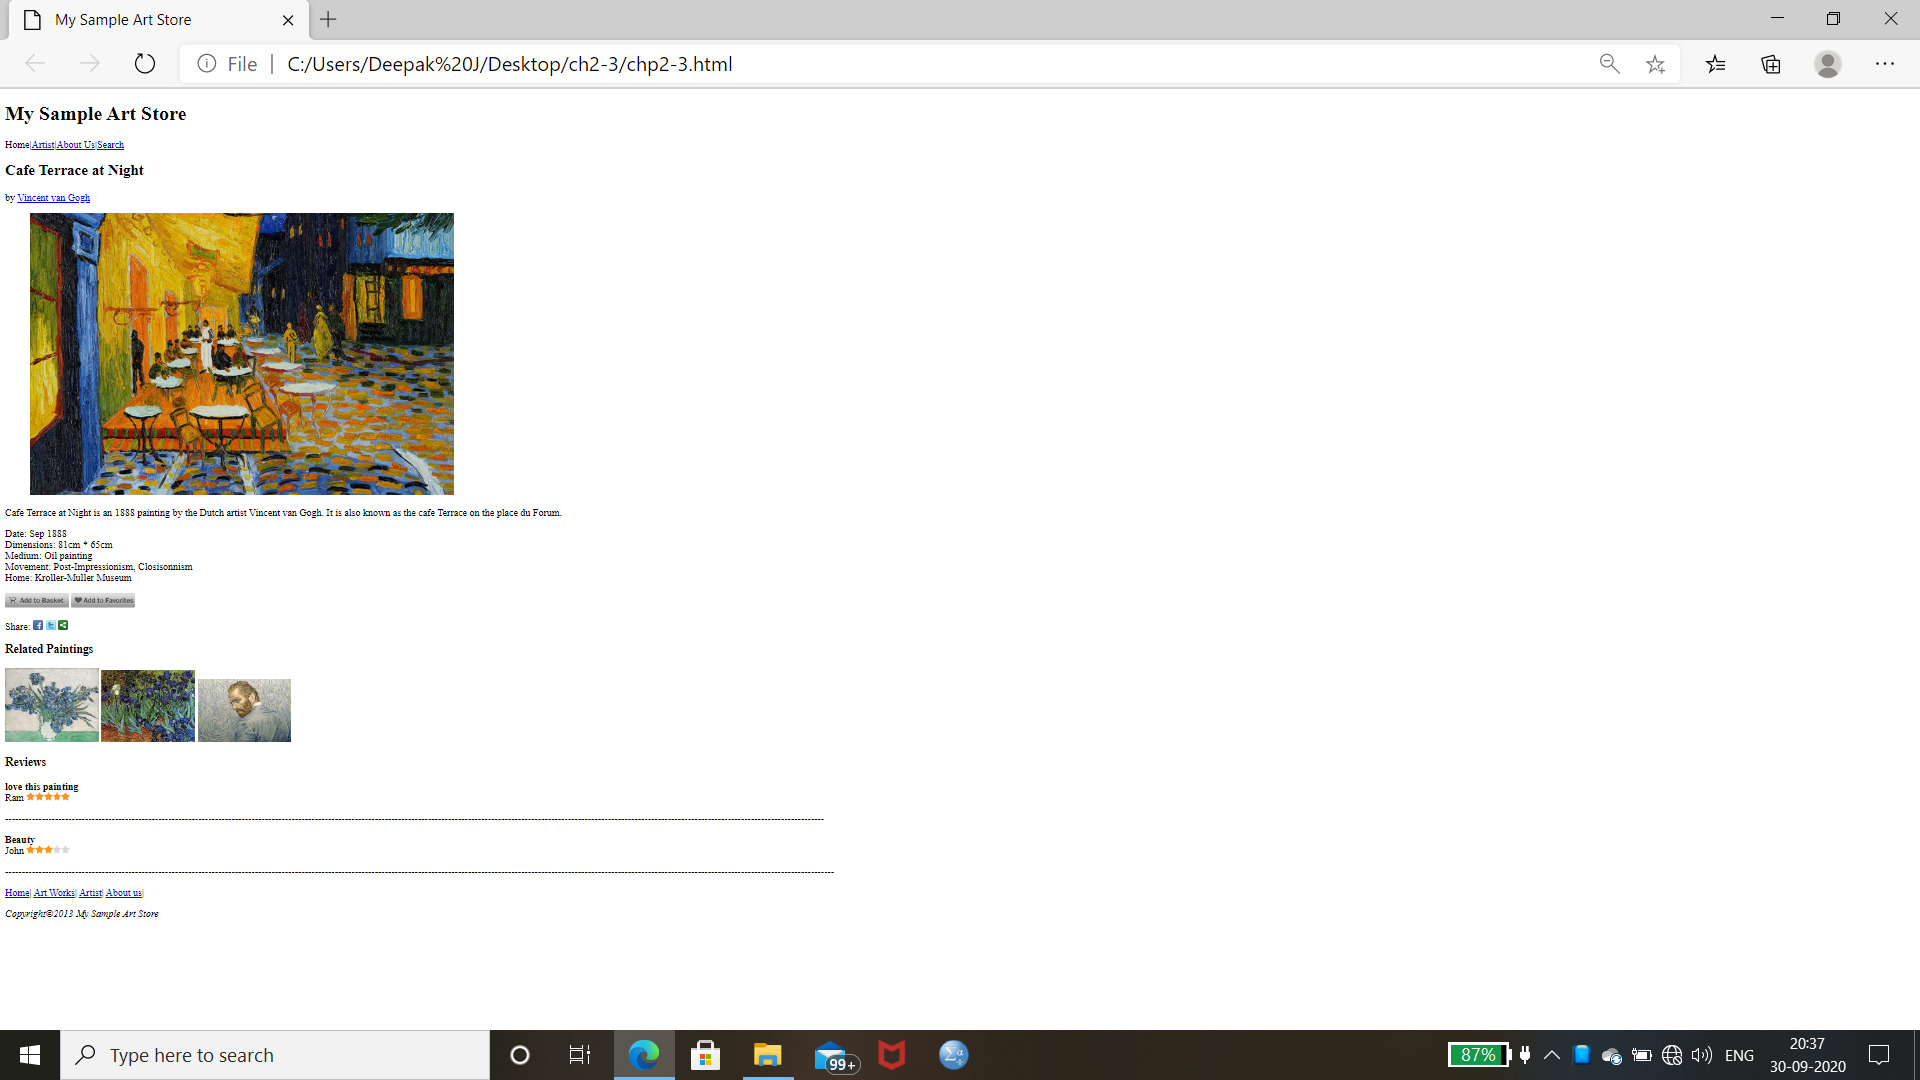 My Sample Art Store
File | C:/Users/Deepak%20J/Desktop/ch2-3/chp2-3.html
My Sample Art Store
Home|Artist|About Us|Search
Cafe Terrace at Night
by Vincent van Gogh
Cafe Terrace at Night is an 1888 painting by the Dutch artist Vincent van Gogh. It is also known as the cafe Terrace on the place du Forum.
Date: Sep 1888
Dimensions: 81cm * 65cm
Medium: Oil painting
Movement: Post-Impressionism, Closisonnism
Home: Kroller-Muller Museum
Add to Basket Add to Favorites
Share:
Related Paintings
Reviews
love this painting
Ram
Beauty
John
Home| Art Works| Artist| About us|
Copyright©2013 My Sample Art Store
Type here to search
99+
87%
ENG
20:37
30-09-2020